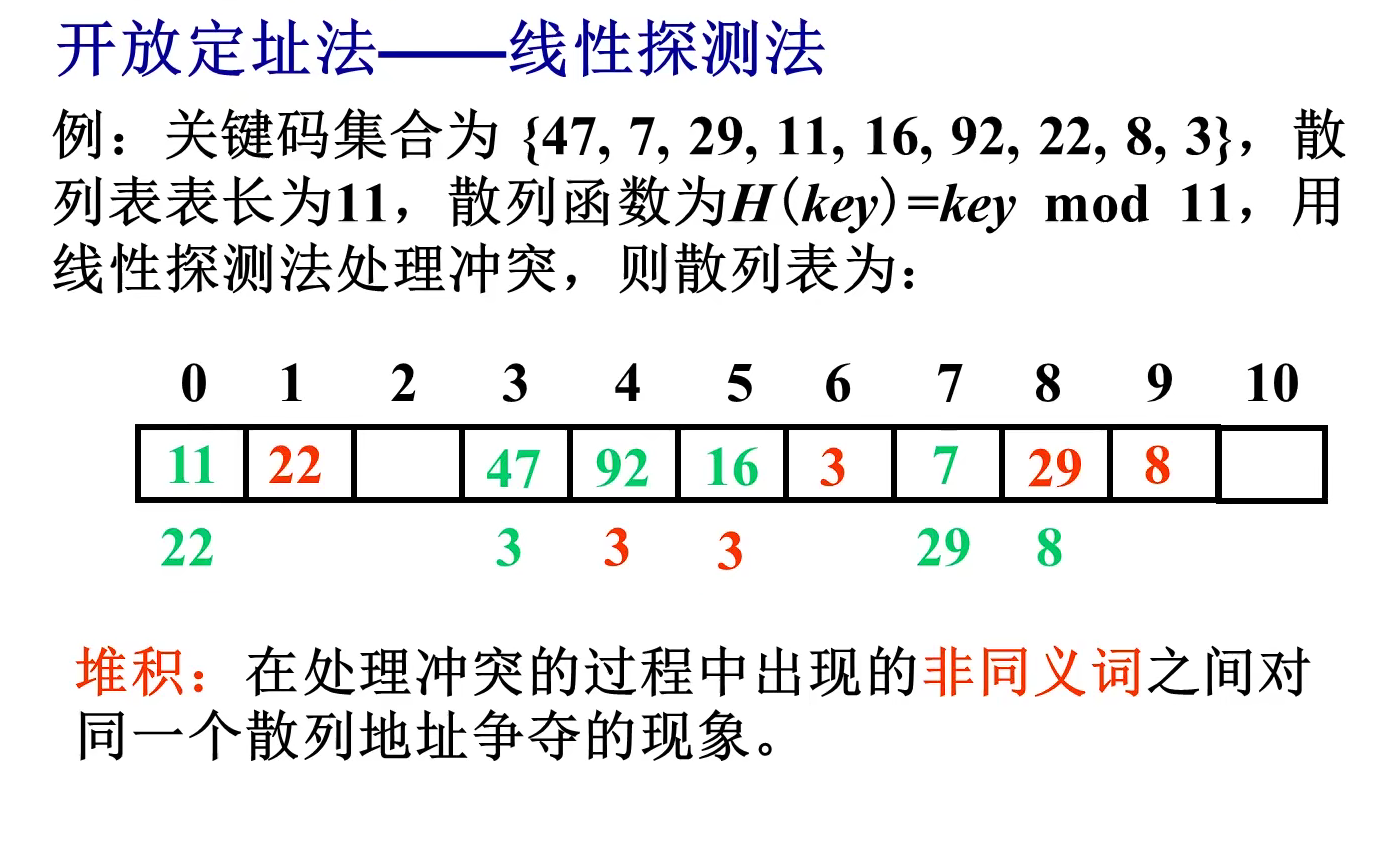 开放定址法——线性探测法
例：关键码集合为 {47, 7, 29, 11, 16, 92, 22, 8, 3}，散
列表表长为11，散列函数为H(key)=key mod 11，用
线性探测法处理冲突，则散列表为：
0 1 2 3 4 5 6 7 8 9 10
11 22 47 92 16 3 7 29 8
22 3 3 3 29 8
堆积：在处理冲突的过程中出现的非同义词之间对
同一个散列地址争夺的现象。